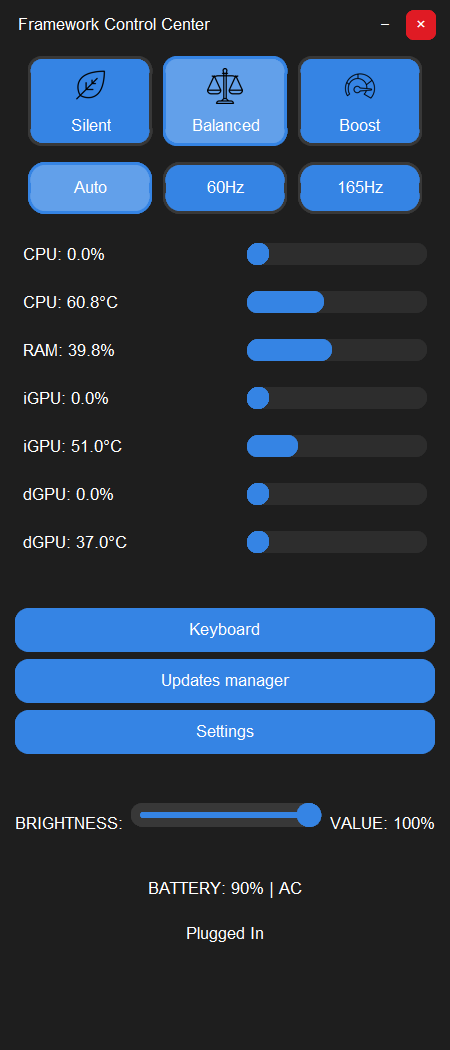 Framework Control Center – ×
Silent Balanced Boost
Auto 60Hz 165Hz
CPU: 0.0%
CPU: 60.8°C
RAM: 39.8%
iGPU: 0.0%
iGPU: 51.0°C
dGPU: 0.0%
dGPU: 37.0°C
Keyboard
Updates manager
Settings
BRIGHTNESS: VALUE: 100%
BATTERY: 90% | AC
Plugged In